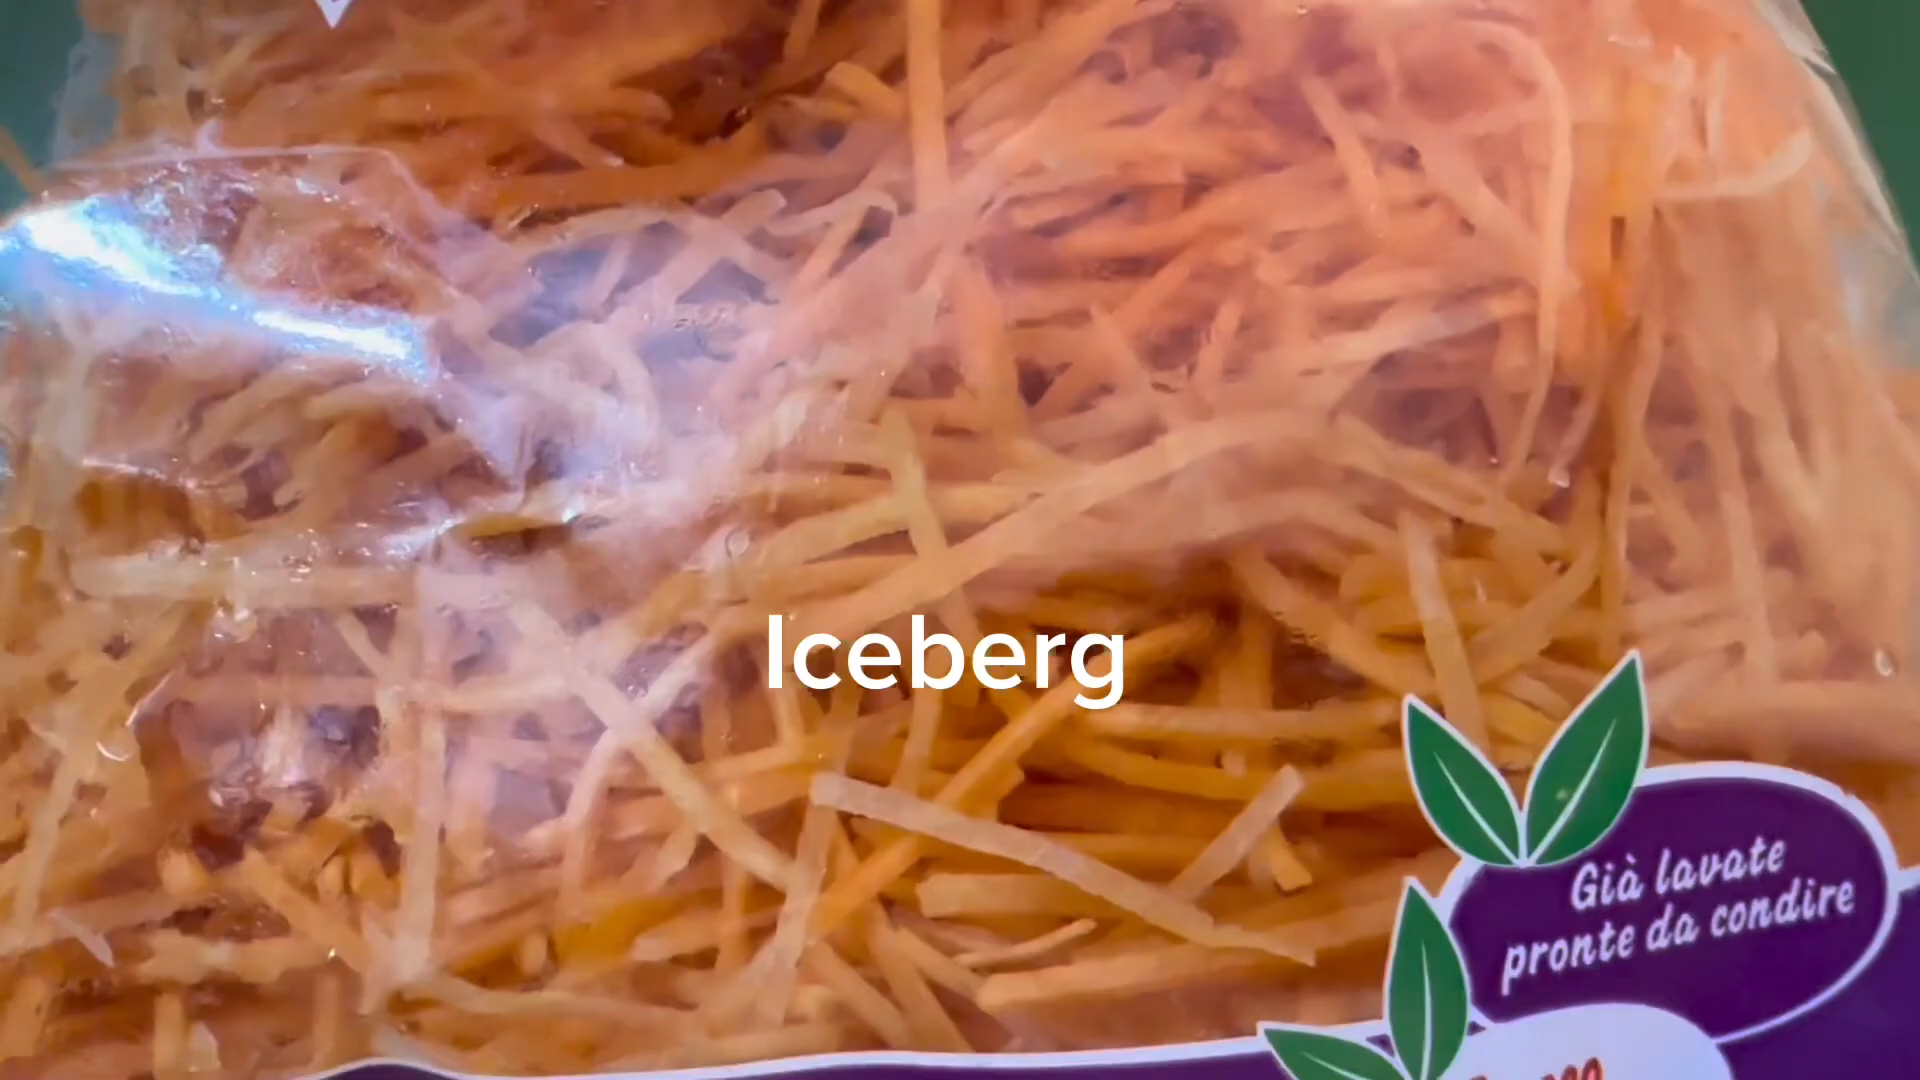 Iceberg
Già lavate
pronte da condire